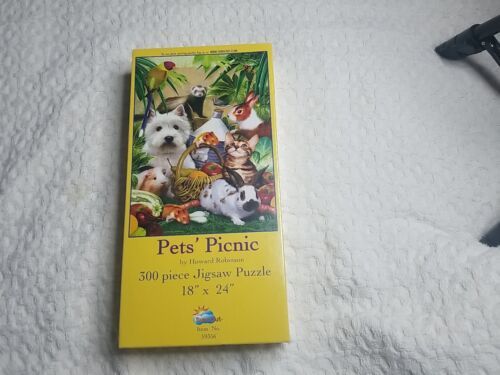 Pets' Picnic
by Howard Robinson
300 piece Jigsaw Puzzle
18" x 24"
Item No.